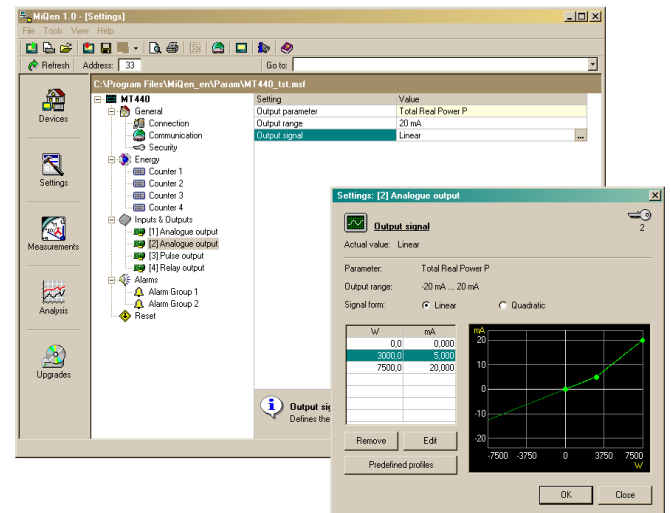 MiQen 1.0 - [Settings]
File Tools View Help
Refresh Address: 33 Go to:
C:\Program Files\MiQen_en\Param\MT440_tst.msf
Devices
Settings
Measurements
Analysis
Upgrades
MT440
General
Connection
Communication
Security
Energy
Counter 1
Counter 2
Counter 3
Counter 4
Inputs & Outputs
[1] Analogue output
[2] Analogue output
[3] Pulse output
[4] Relay output
Alarms
Alarm Group 1
Alarm Group 2
Reset
Setting Value
Output parameter Total Real Power P
Output range 20 mA
Output signal Linear ...
Output sig
Defines the
Settings: [2] Analogue output
Output signal
2
Actual value: Linear
Parameter: Total Real Power P
Output range: -20 mA ... 20 mA
Signal form: Linear Quadratic
W mA
0,0 0,000
3000,0 5,000
7500,0 20,000
Remove Edit
Predefined profiles
mA
20
10
0
-10
-20
-7500 -3750 0 3750 7500
W
OK Close